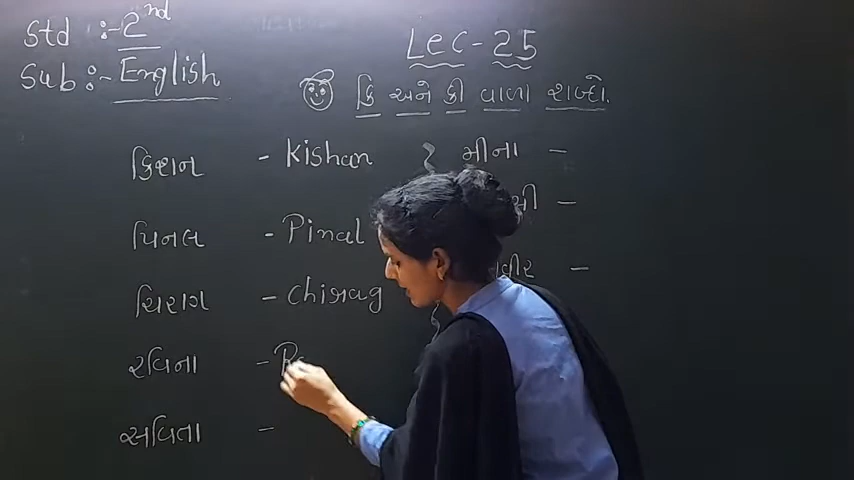 Std :- 2nd
Sub :- English
Lec - 25
કિ અને કી વાળા શબ્દો.
કિશન - Kishan
પિનલ - Pinal
ચિરાગ - Chirag
રવિના -
સવિતા -
મીના -